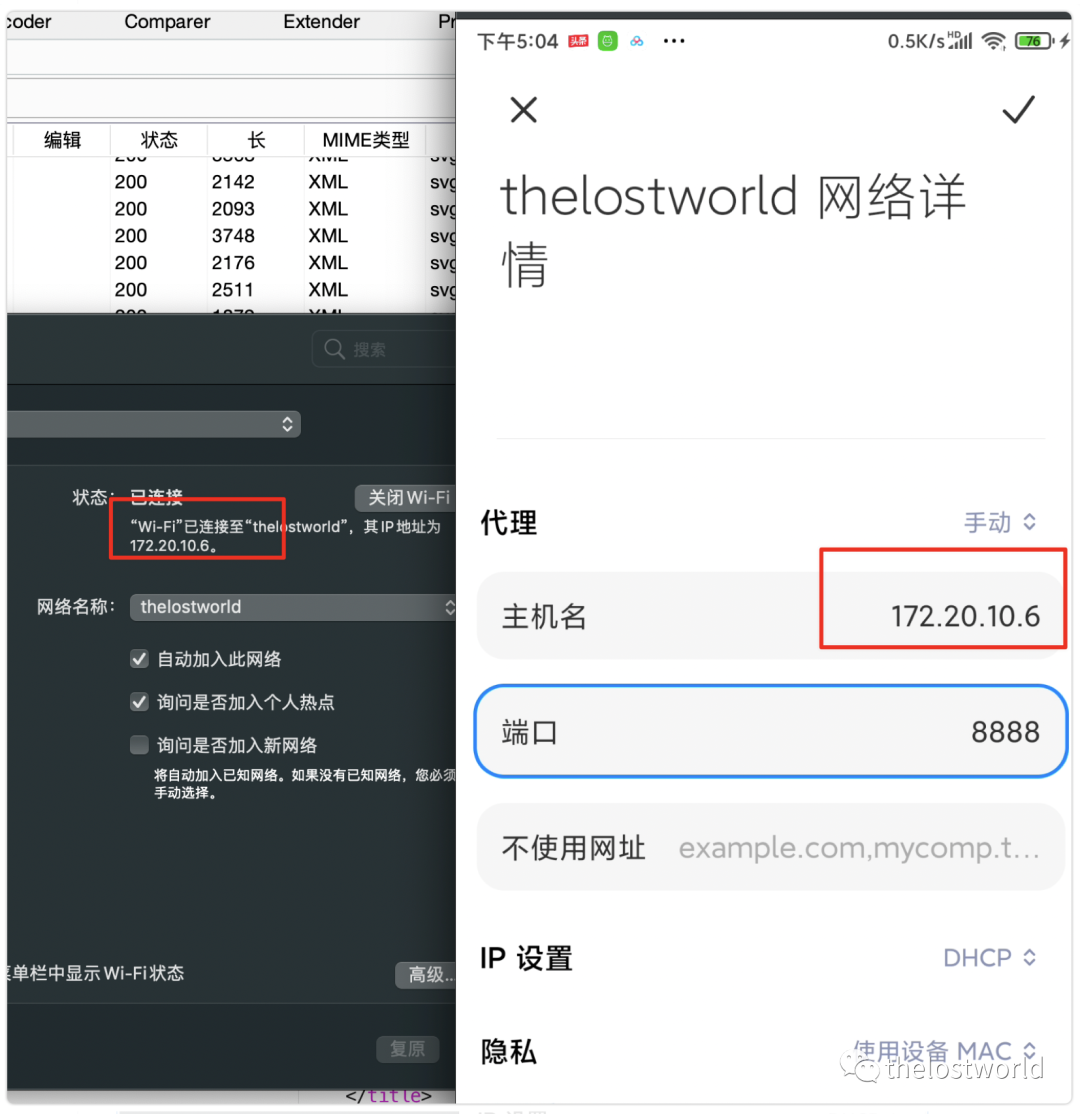 coder Comparer Extender Pr
编辑 状态 长 MIME类型
200 2142 XML svg
200 2093 XML svg
200 3748 XML svg
200 2176 XML svg
200 2511 XML svg
搜索
状态： 已连接 关闭 Wi-Fi
“Wi-Fi”已连接至“thelostworld”，其 IP 地址为
172.20.10.6。
网络名称： thelostworld
自动加入此网络
询问是否加入个人热点
询问是否加入新网络
将自动加入已知网络。如果没有已知网络，您必须
手动选择。
菜单栏中显示 Wi-Fi 状态
高级...
复原
</title>
下午5:04 头条 ... 0.5K/s HD 76
thelostworld 网络详
情
代理 手动
主机名 172.20.10.6
端口 8888
不使用网址 example.com,mycomp.t...
IP 设置 DHCP
隐私 使用设备 MAC
thelostworld